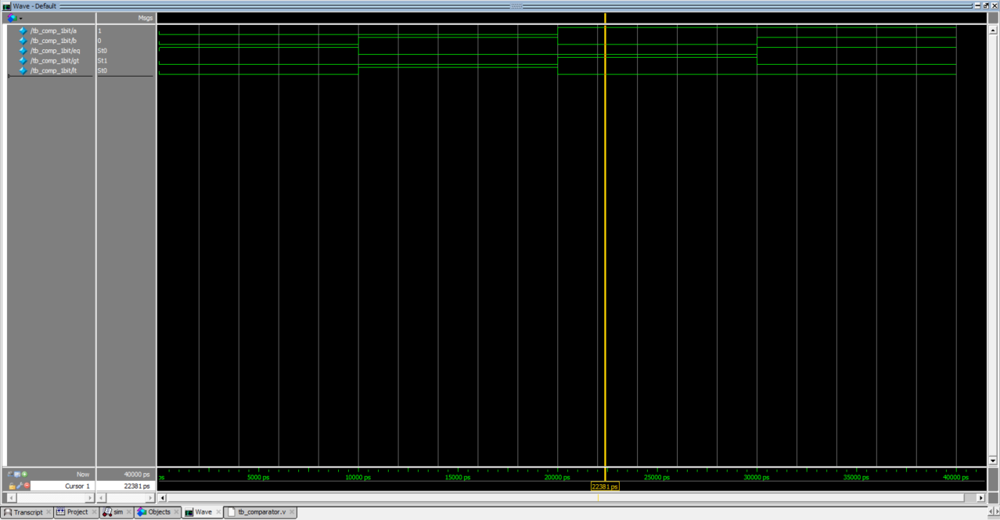 Wave - Default
Msgs
/tb_comp_1bit/a 1
/tb_comp_1bit/b 0
/tb_comp_1bit/eq St0
/tb_comp_1bit/gt St1
/tb_comp_1bit/lt St0
Now 40000 ps ps 5000 ps 10000 ps 15000 ps 20000 ps 25000 ps 30000 ps 35000 ps 40000 ps
Cursor 1 22381 ps 22381 ps
Transcript Project sim Objects Wave tb_comparator.v